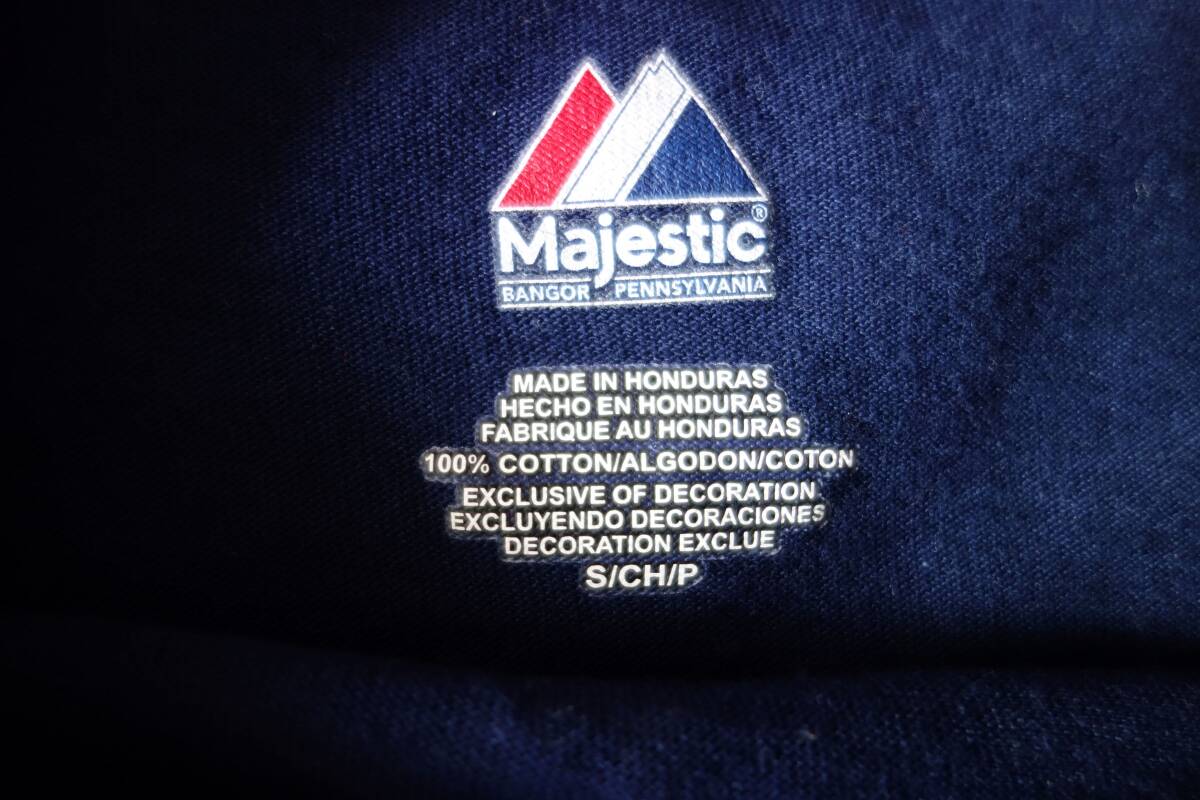 Majestic®
BANGOR PENNSYLVANIA
MADE IN HONDURAS
HECHO EN HONDURAS
FABRIQUE AU HONDURAS
100% COTTON/ALGODON/COTON
EXCLUSIVE OF DECORATION
EXCLUYENDO DECORACIONES
DECORATION EXCLUE
S/CH/P